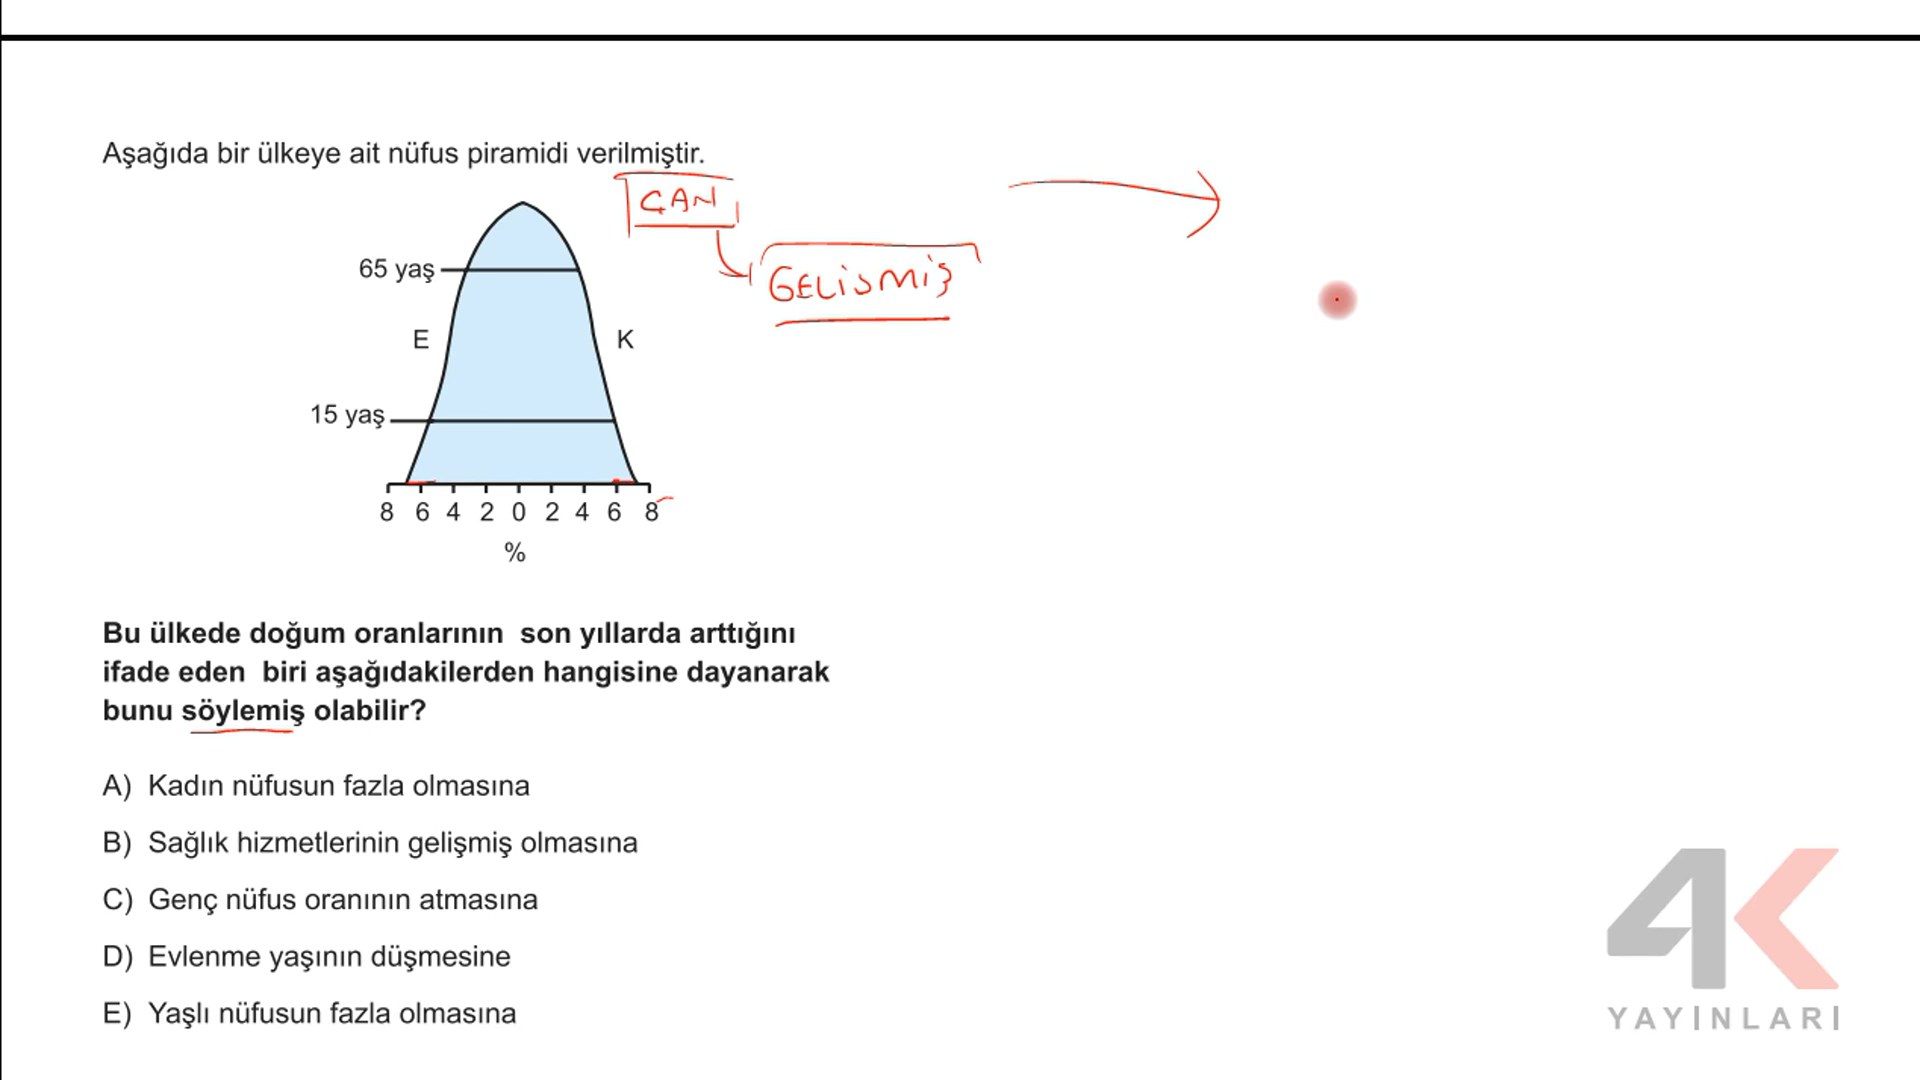 Aşağıda bir ülkeye ait nüfus piramidi verilmiştir.
ÇAN
GELİSMİŞ
65 yaş
E
K
15 yaş
8 6 4 2 0 2 4 6 8
%
Bu ülkede doğum oranlarının son yıllarda arttığını
ifade eden biri aşağıdakilerden hangisine dayanarak
bunu söylemiş olabilir?
A) Kadın nüfusun fazla olmasına
B) Sağlık hizmetlerinin gelişmiş olmasına
C) Genç nüfus oranının atmasına
D) Evlenme yaşının düşmesine
E) Yaşlı nüfusun fazla olmasına
4K
YAYINLARI